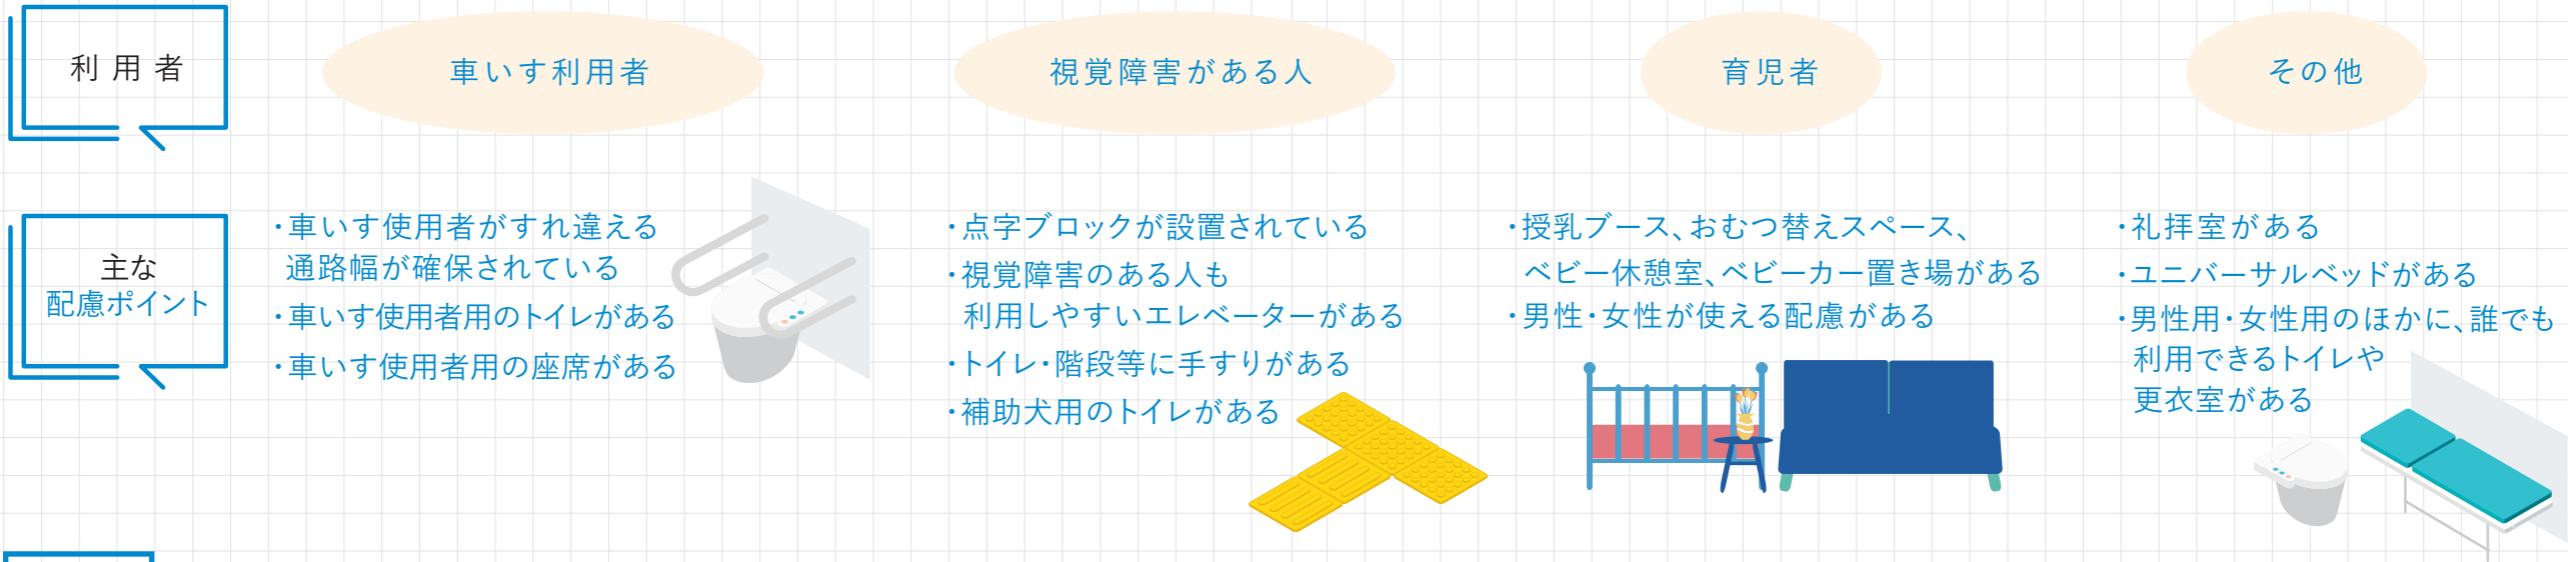 利用者
車いす利用者
視覚障害がある人
育児者
その他
主な
配慮ポイント
・車いす使用者がすれ違える
通路幅が確保されている
・車いす使用者用のトイレがある
・車いす使用者用の座席がある
・点字ブロックが設置されている
・視覚障害のある人も
利用しやすいエレベーターがある
・トイレ・階段等に手すりがある
・補助犬用のトイレがある
・授乳ブース、おむつ替えスペース、
ベビー休憩室、ベビーカー置き場がある
・男性・女性が使える配慮がある
・礼拝室がある
・ユニバーサルベッドがある
・男性用・女性用のほかに、誰でも
利用できるトイレや
更衣室がある